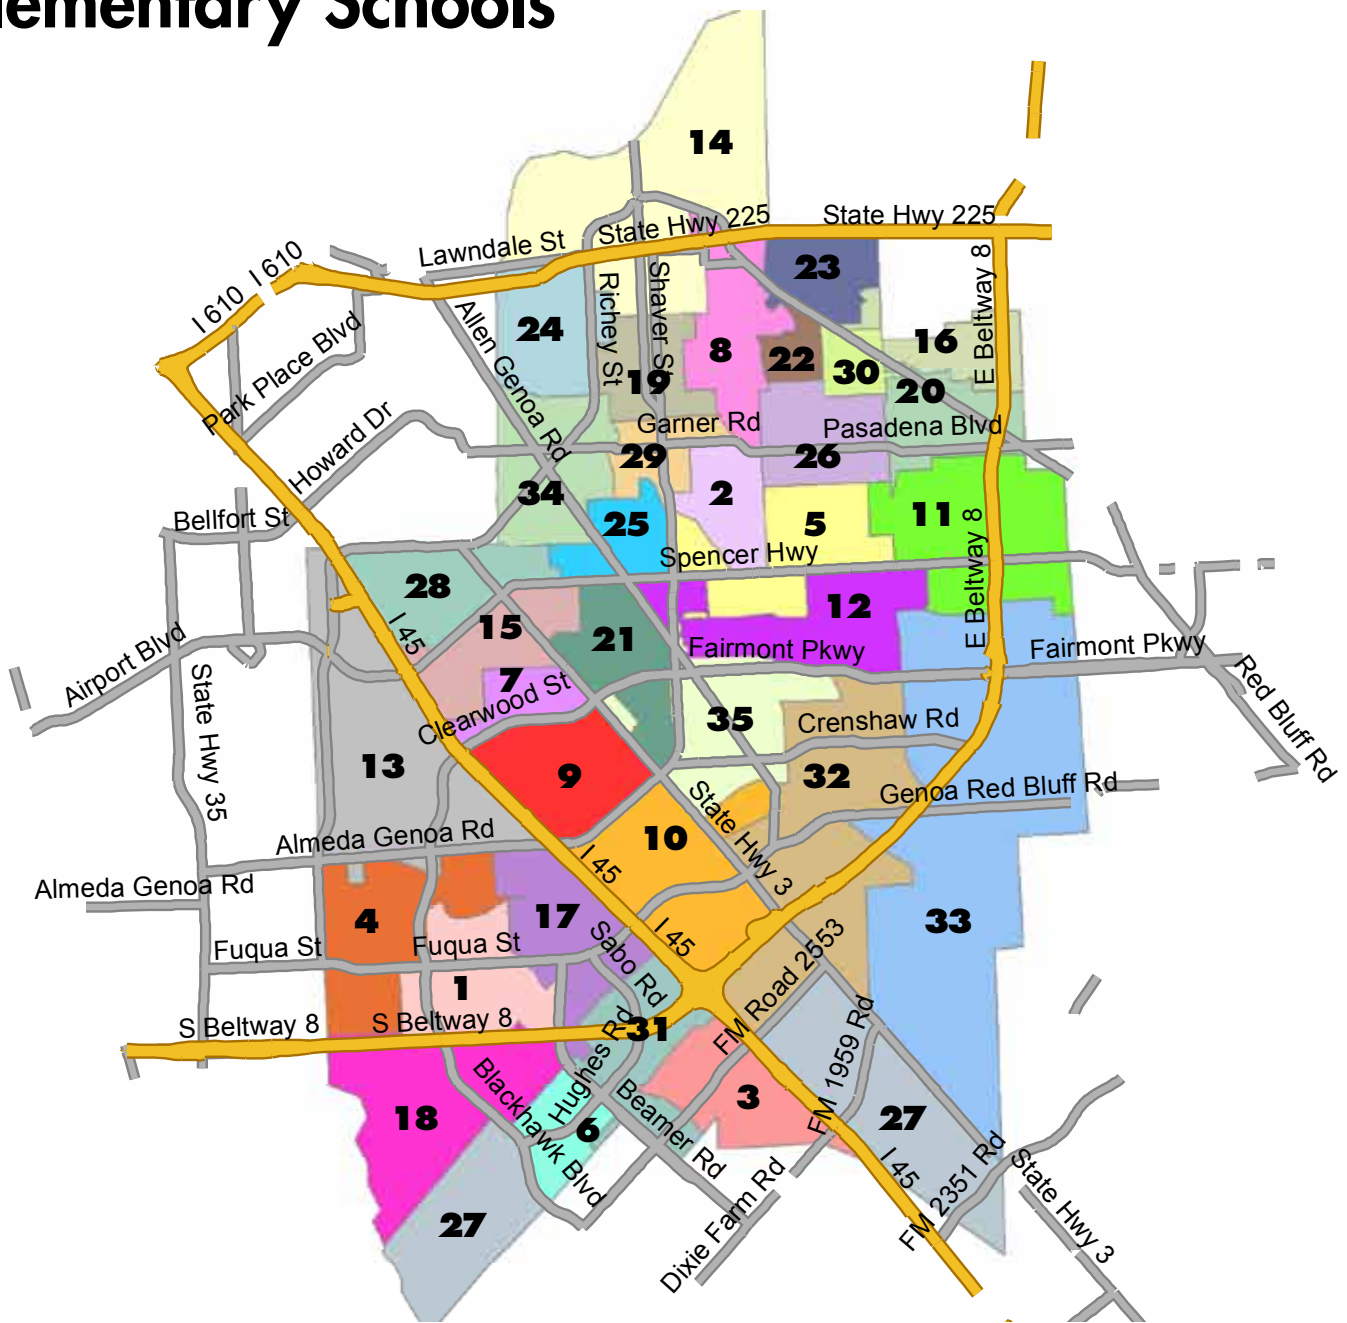 lementary Schools
14
State Hwy 225
State Hwy 225
Lawndale St
I 610
I 610
E Beltway 8
23
Shaver St
Richey St
Allen Genoa Rd
24
Park Place Blvd
16
8
22
30
19
20
Garner Rd
Pasadena Blvd
Howard Dr
29
26
34
2
25
5
11
Bellfort St
E Beltway 8
Spencer Hwy
28
12
15
21
I 45
Airport Blvd
Fairmont Pkwy
Fairmont Pkwy
State Hwy 35
7
Clearwood St
Red Bluff Rd
35
Crenshaw Rd
13
9
32
Genoa Red Bluff Rd
State Hwy 3
Almeda Genoa Rd
10
I 45
Almeda Genoa Rd
4
17
33
Fuqua St
Fuqua St
Sabo Rd
I 45
1
FM Road 2553
S Beltway 8
S Beltway 8
31
FM 1959 Rd
Hughes Rd
Blackhawk Blvd
Beamer Rd
3
18
6
27
I 45
FM 2351 Rd
State Hwy 3
27
Dixie Farm Rd